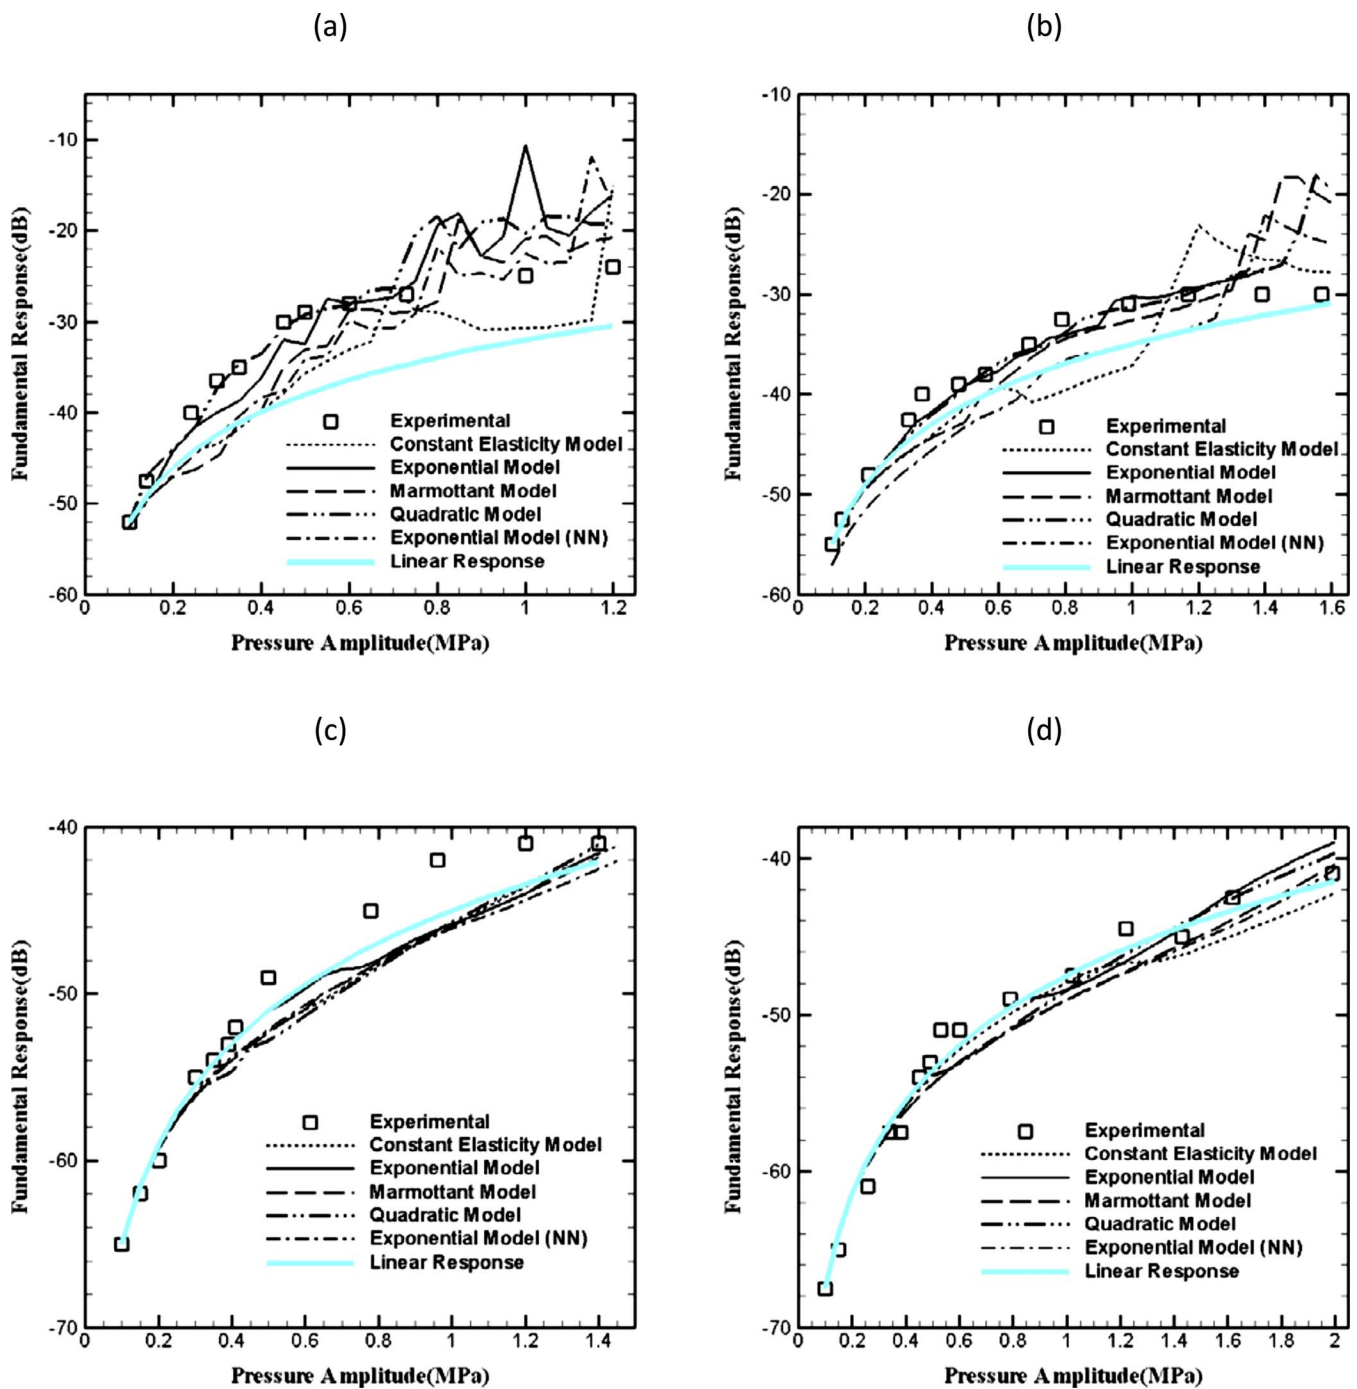 (a)
-10
-20
-30
-40
-50
-60
Fundamental Response(dB)
Experimental
Constant Elasticity Model
Exponential Model
Marmottant Model
Quadratic Model
Exponential Model (NN)
Linear Response
0 0.2 0.4 0.6 0.8 1 1.2
Pressure Amplitude(MPa)
(b)
-10
-20
-30
-40
-50
-60
Fundamental Response(dB)
Experimental
Constant Elasticity Model
Exponential Model
Marmottant Model
Quadratic Model
Exponential Model (NN)
Linear Response
0 0.2 0.4 0.6 0.8 1 1.2 1.4 1.6
Pressure Amplitude(MPa)
(c)
-40
-50
-60
-70
Fundamental Response(dB)
Experimental
Constant Elasticity Model
Exponential Model
Marmottant Model
Quadratic Model
Exponential Model (NN)
Linear Response
0 0.2 0.4 0.6 0.8 1 1.2 1.4
Pressure Amplitude(MPa)
(d)
-40
-50
-60
-70
Fundamental Response(dB)
Experimental
Constant Elasticity Model
Exponential Model
Marmottant Model
Quadratic Model
Exponential Model (NN)
Linear Response
0 0.2 0.4 0.6 0.8 1 1.2 1.4 1.6 1.8 2
Pressure Amplitude(MPa)